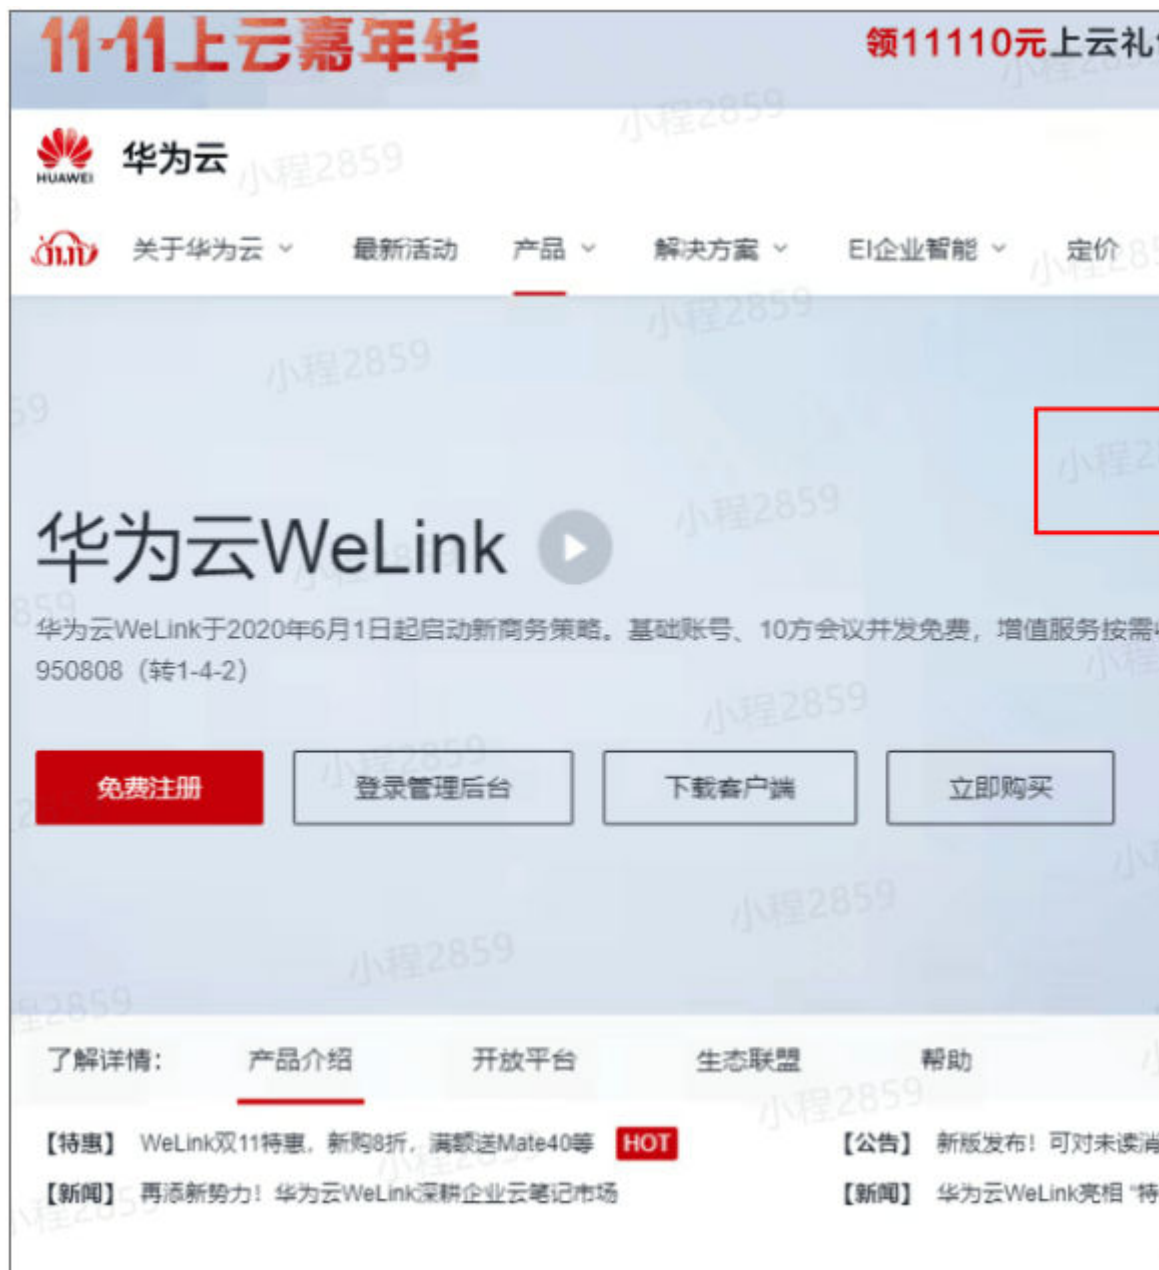 11·11上云嘉年华
领11110元上云礼
HUAWEI
华为云
11.11
关于华为云
最新活动
产品
解决方案
EI企业智能
定价
华为云WeLink
华为云WeLink于2020年6月1日起启动新商务策略。基础账号、10方会议并发免费，增值服务按需
950808（转1-4-2）
免费注册
登录管理后台
下载客户端
立即购买
了解详情：
产品介绍
开放平台
生态联盟
帮助
【特惠】 WeLink双11特惠，新购8折，满额送Mate40等 HOT
【公告】 新版发布！可对未读消
【新闻】 再添新势力！华为云WeLink深耕企业云笔记市场
【新闻】 华为云WeLink亮相“特
小程2859